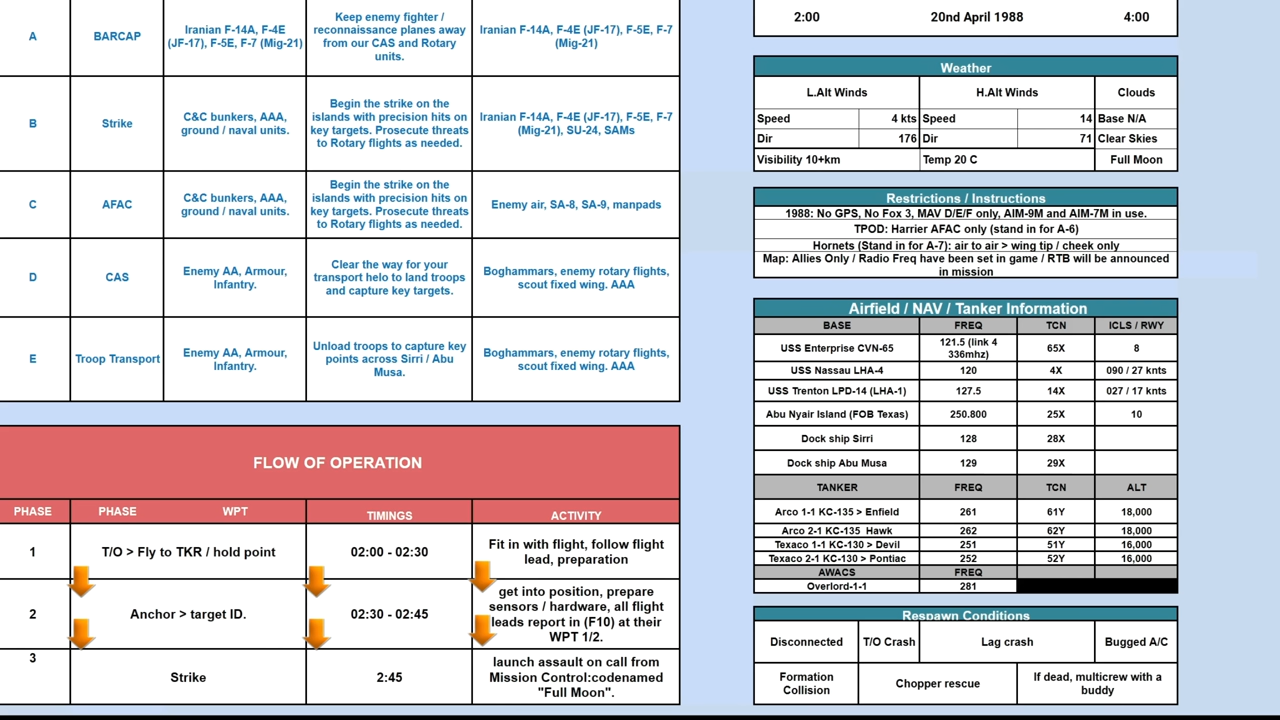 A
BARCAP
Iranian F-14A, F-4E
(JF-17), F-5E, F-7 (Mig-21)
Keep enemy fighter /
reconnaissance planes away
from our CAS and Rotary
units.
Iranian F-14A, F-4E (JF-17), F-5E, F-7
(Mig-21)
B
Strike
C&C bunkers, AAA,
ground / naval units.
Begin the strike on the
islands with precision hits on
key targets. Prosecute threats
to Rotary flights as needed.
Iranian F-14A, F-4E (JF-17), F-5E, F-7
(Mig-21), SU-24, SAMs
C
AFAC
C&C bunkers, AAA,
ground / naval units.
Begin the strike on the
islands with precision hits on
key targets. Prosecute threats
to Rotary flights as needed.
Enemy air, SA-8, SA-9, manpads
D
CAS
Enemy AA, Armour,
Infantry.
Clear the way for your
transport helo to land troops
and capture key targets.
Boghammars, enemy rotary flights,
scout fixed wing. AAA
E
Troop Transport
Enemy AA, Armour,
Infantry.
Unload troops to capture key
points across Sirri / Abu
Musa.
Boghammars, enemy rotary flights,
scout fixed wing. AAA
FLOW OF OPERATION
PHASE
PHASE
WPT
TIMINGS
ACTIVITY
1
T/O > Fly to TKR / hold point
02:00 - 02:30
Fit in with flight, follow flight
lead, preparation
2
Anchor > target ID.
02:30 - 02:45
get into position, prepare
sensors / hardware, all flight
leads report in (F10) at their
WPT 1/2.
3
Strike
2:45
launch assault on call from
Mission Control:codenamed
"Full Moon".
2:00
20nd April 1988
4:00
Weather
L.Alt Winds
H.Alt Winds
Clouds
Speed
4 kts
Speed
14
Base N/A
Dir
176
Dir
71
Clear Skies
Visibility 10+km
Temp 20 C
Full Moon
Restrictions / Instructions
1988: No GPS, No Fox 3, MAV D/E/F only, AIM-9M and AIM-7M in use.
TPOD: Harrier AFAC only (stand in for A-6)
Hornets (Stand in for A-7): air to air > wing tip / cheek only
Map: Allies Only / Radio Freq have been set in game / RTB will be announced
in mission
Airfield / NAV / Tanker Information
BASE
FREQ
TCN
ICLS / RWY
USS Enterprise CVN-65
121.5 (link 4
336mhz)
65X
8
USS Nassau LHA-4
120
4X
090 / 27 knts
USS Trenton LPD-14 (LHA-1)
127.5
14X
027 / 17 knts
Abu Nyair Island (FOB Texas)
250.800
25X
10
Dock ship Sirri
128
28X
Dock ship Abu Musa
129
29X
TANKER
FREQ
TCN
ALT
Arco 1-1 KC-135 > Enfield
261
61Y
18,000
Arco 2-1 KC-135 Hawk
262
62Y
18,000
Texaco 1-1 KC-130 > Devil
251
51Y
16,000
Texaco 2-1 KC-130 > Pontiac
252
52Y
16,000
AWACS
FREQ
Overlord-1-1
281
Respawn Conditions
Disconnected
T/O Crash
Lag crash
Bugged A/C
Formation
Collision
Chopper rescue
If dead, multicrew with a
buddy